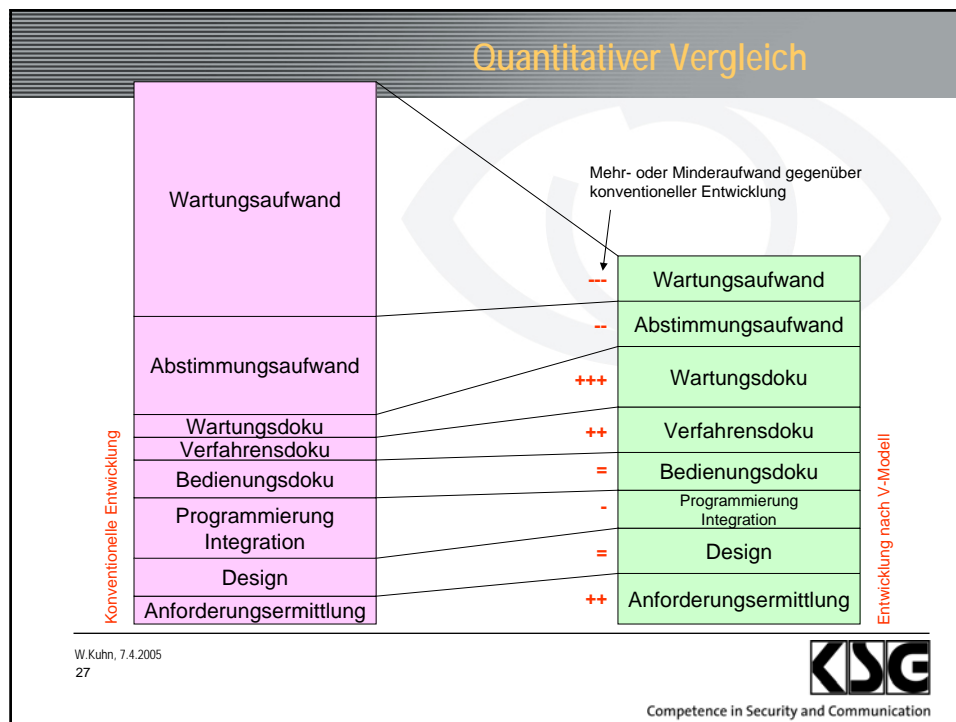 Quantitativer Vergleich
Mehr- oder Minderaufwand gegenüber
konventioneller Entwicklung
Konventionelle Entwicklung
Wartungsaufwand
Abstimmungsaufwand
Wartungsdoku
Verfahrensdoku
Bedienungsdoku
Programmierung
Integration
Design
Anforderungsermittlung
---
--
+++
++
=
-
=
++
Wartungsaufwand
Abstimmungsaufwand
Wartungsdoku
Verfahrensdoku
Bedienungsdoku
Programmierung
Integration
Design
Anforderungsermittlung
Entwicklung nach V-Modell
W.Kuhn, 7.4.2005
27
KSG
Competence in Security and Communication